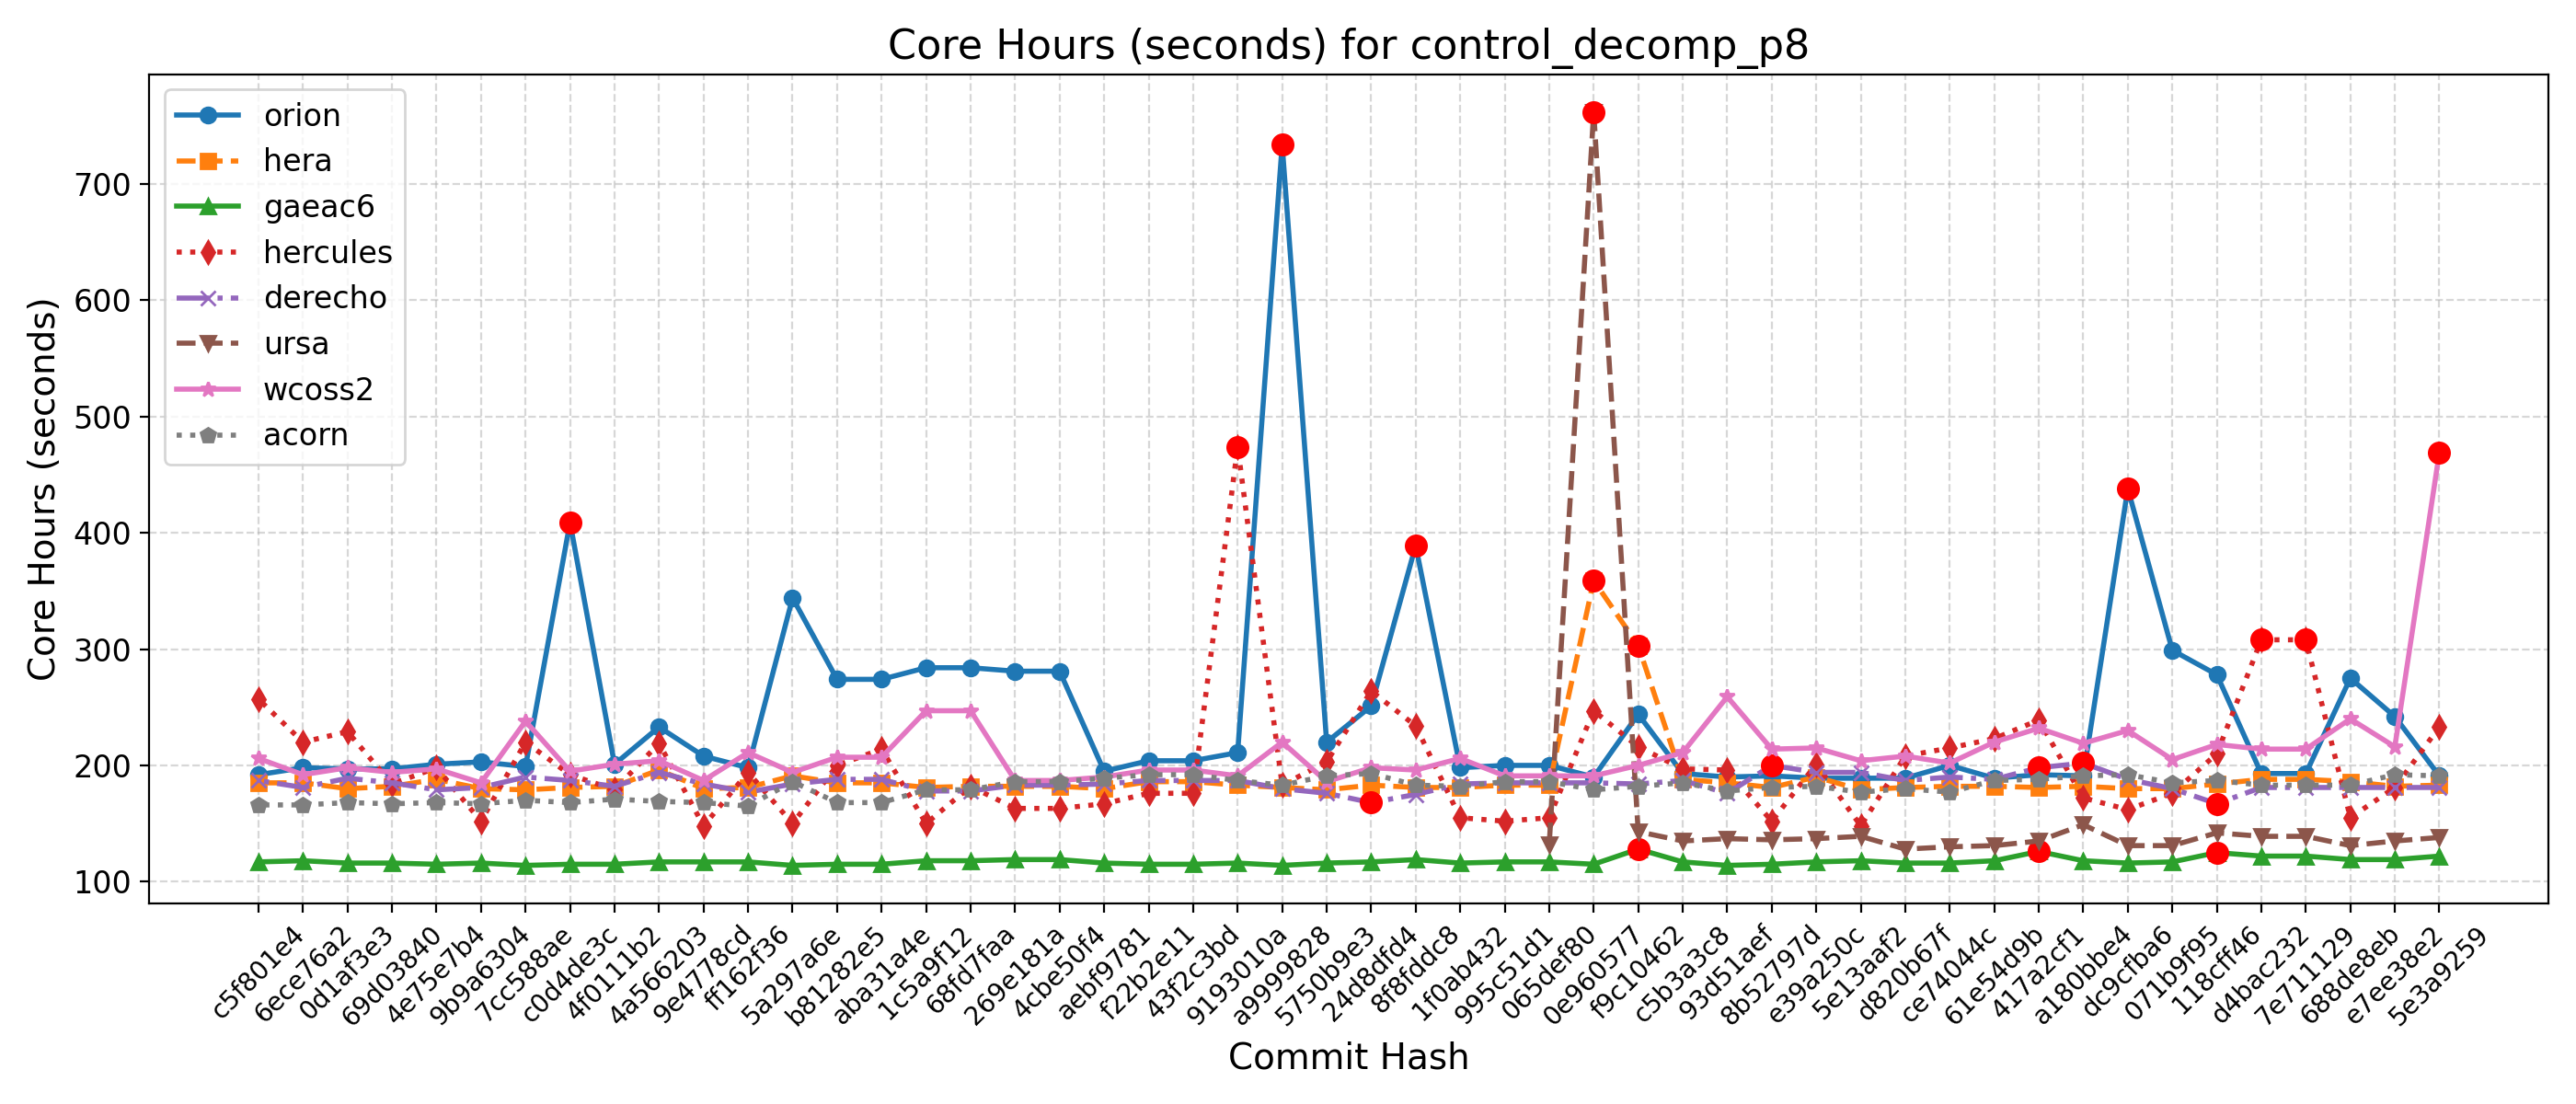 Core Hours (seconds) for control_decomp_p8
orion
hera
gaeac6
hercules
derecho
ursa
wcoss2
acorn
Core Hours (seconds)
700
600
500
400
300
200
100
c5f801e4
6ece76a2
0d1af3e3
69d03840
4e75e7b4
9b9a6304
7cc588ae
c0d4de3c
4f0111b2
4a566203
9e4778cd
ff162f36
5a297a6e
b81282e5
aba31a4e
1c5a9f12
68fd7faa
269e181a
4cbe50f4
aebf9781
f22b2e11
43f2c3bd
9193010a
a9999828
5750b9e3
24d8dfd4
8f8fddc8
1f0ab432
995c51d1
065def80
0e960577
f9c10462
c5b3a3c8
93d51aef
8b52797d
e39a250c
5e13aaf2
d820b67f
ce74044c
61e54d9b
417a2cf1
a180bbe4
dc9cfba6
071b9f95
118cff46
d4bac232
7e711129
688de8eb
e7ee38e2
5e3a9259
Commit Hash